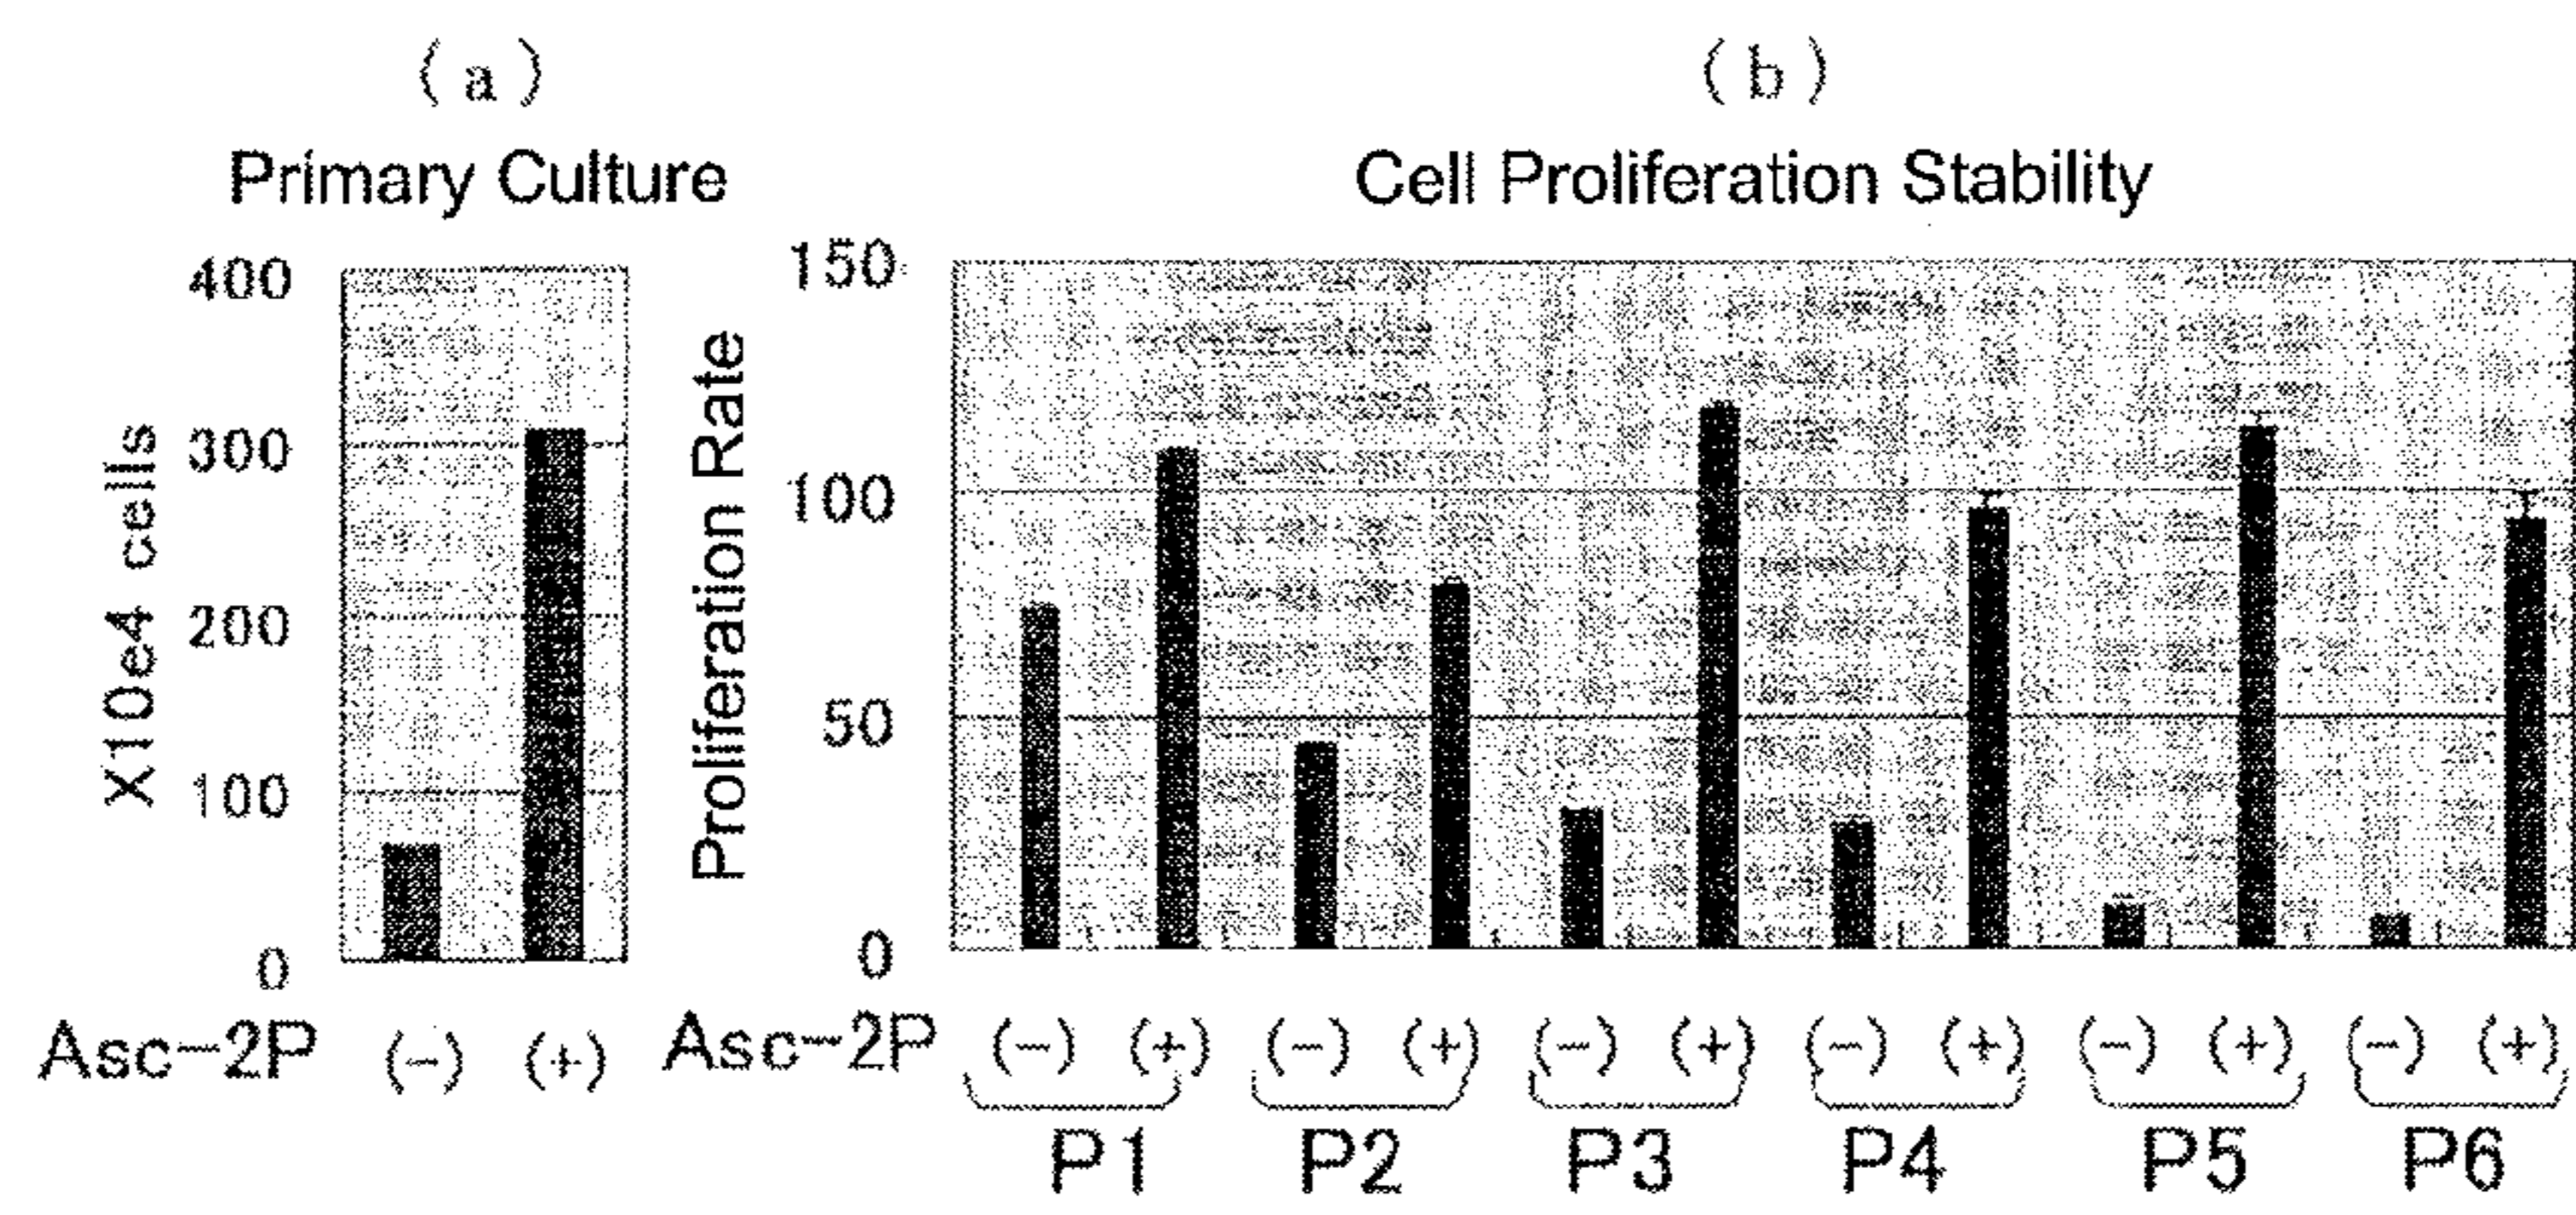 ( a )
Primary Culture
400
300
200
100
0
X10e4 cells
Asc-2P (-) (+)
( b )
Cell Proliferation Stability
150
100
50
0
Proliferation Rate
Asc-2P (-) (+) (-) (+) (-) (+) (-) (+) (-) (+) (-) (+)
P1 P2 P3 P4 P5 P6